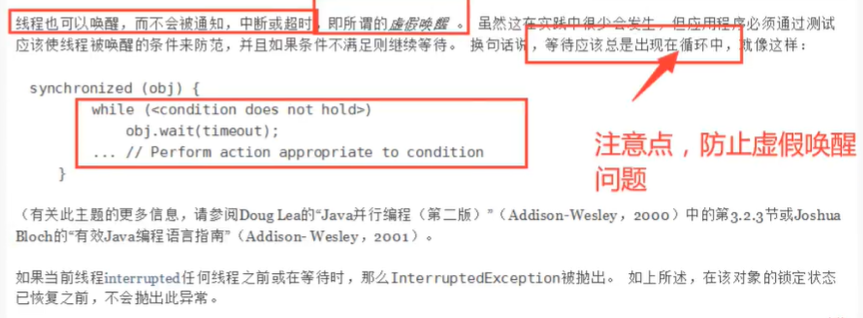 线程也可以唤醒，而不会被通知，中断或超时，即所谓的虚假唤醒 。 虽然这在实践中很少会发生，但应用程序必须通过测试
应该使线程被唤醒的条件来防范，并且如果条件不满足则继续等待。 换句话说，等待应该总是出现在循环中，就像这样：
synchronized (obj) {
while (<condition does not hold>)
obj.wait(timeout);
... // Perform action appropriate to condition
}
注意点，防止虚假唤醒
问题
（有关此主题的更多信息，请参阅Doug Lea的“Java并行编程（第二版）”（Addison-Wesley，2000）中的第3.2.3节或Joshua
Bloch的“有效Java编程语言指南”（Addison- Wesley，2001）。
如果当前线程interrupted任何线程之前或在等待时，那么InterruptedException被抛出。 如上所述，在该对象的锁定状态
已恢复之前，不会抛出此异常。